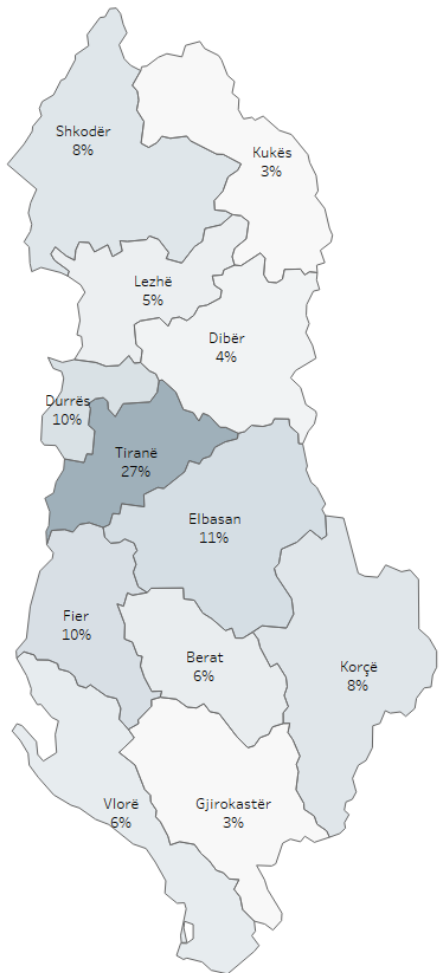 Shkodër
8%
Kukës
3%
Lezhë
5%
Dibër
4%
Durrës
10%
Tiranë
27%
Elbasan
11%
Fier
10%
Berat
6%
Korçë
8%
Vlorë
6%
Gjirokastër
3%